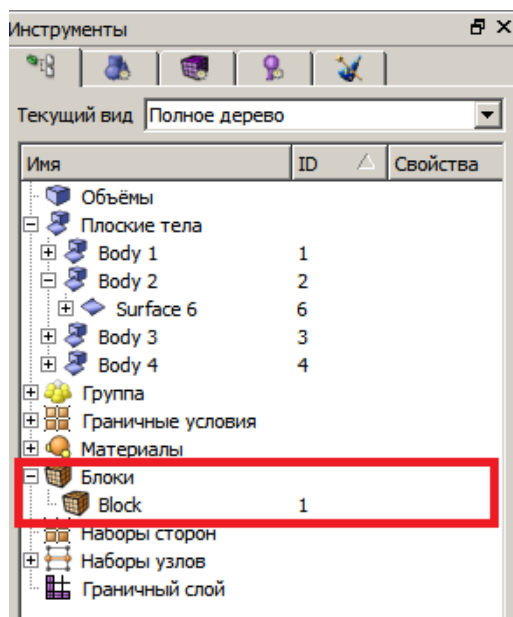 Инструменты
Текущий вид Полное дерево
Имя ID Свойства
Объёмы
Плоские тела
Body 1 1
Body 2 2
Surface 6 6
Body 3 3
Body 4 4
Группа
Граничные условия
Материалы
Блоки
Block 1
Наборы сторон
Наборы узлов
Граничный слой